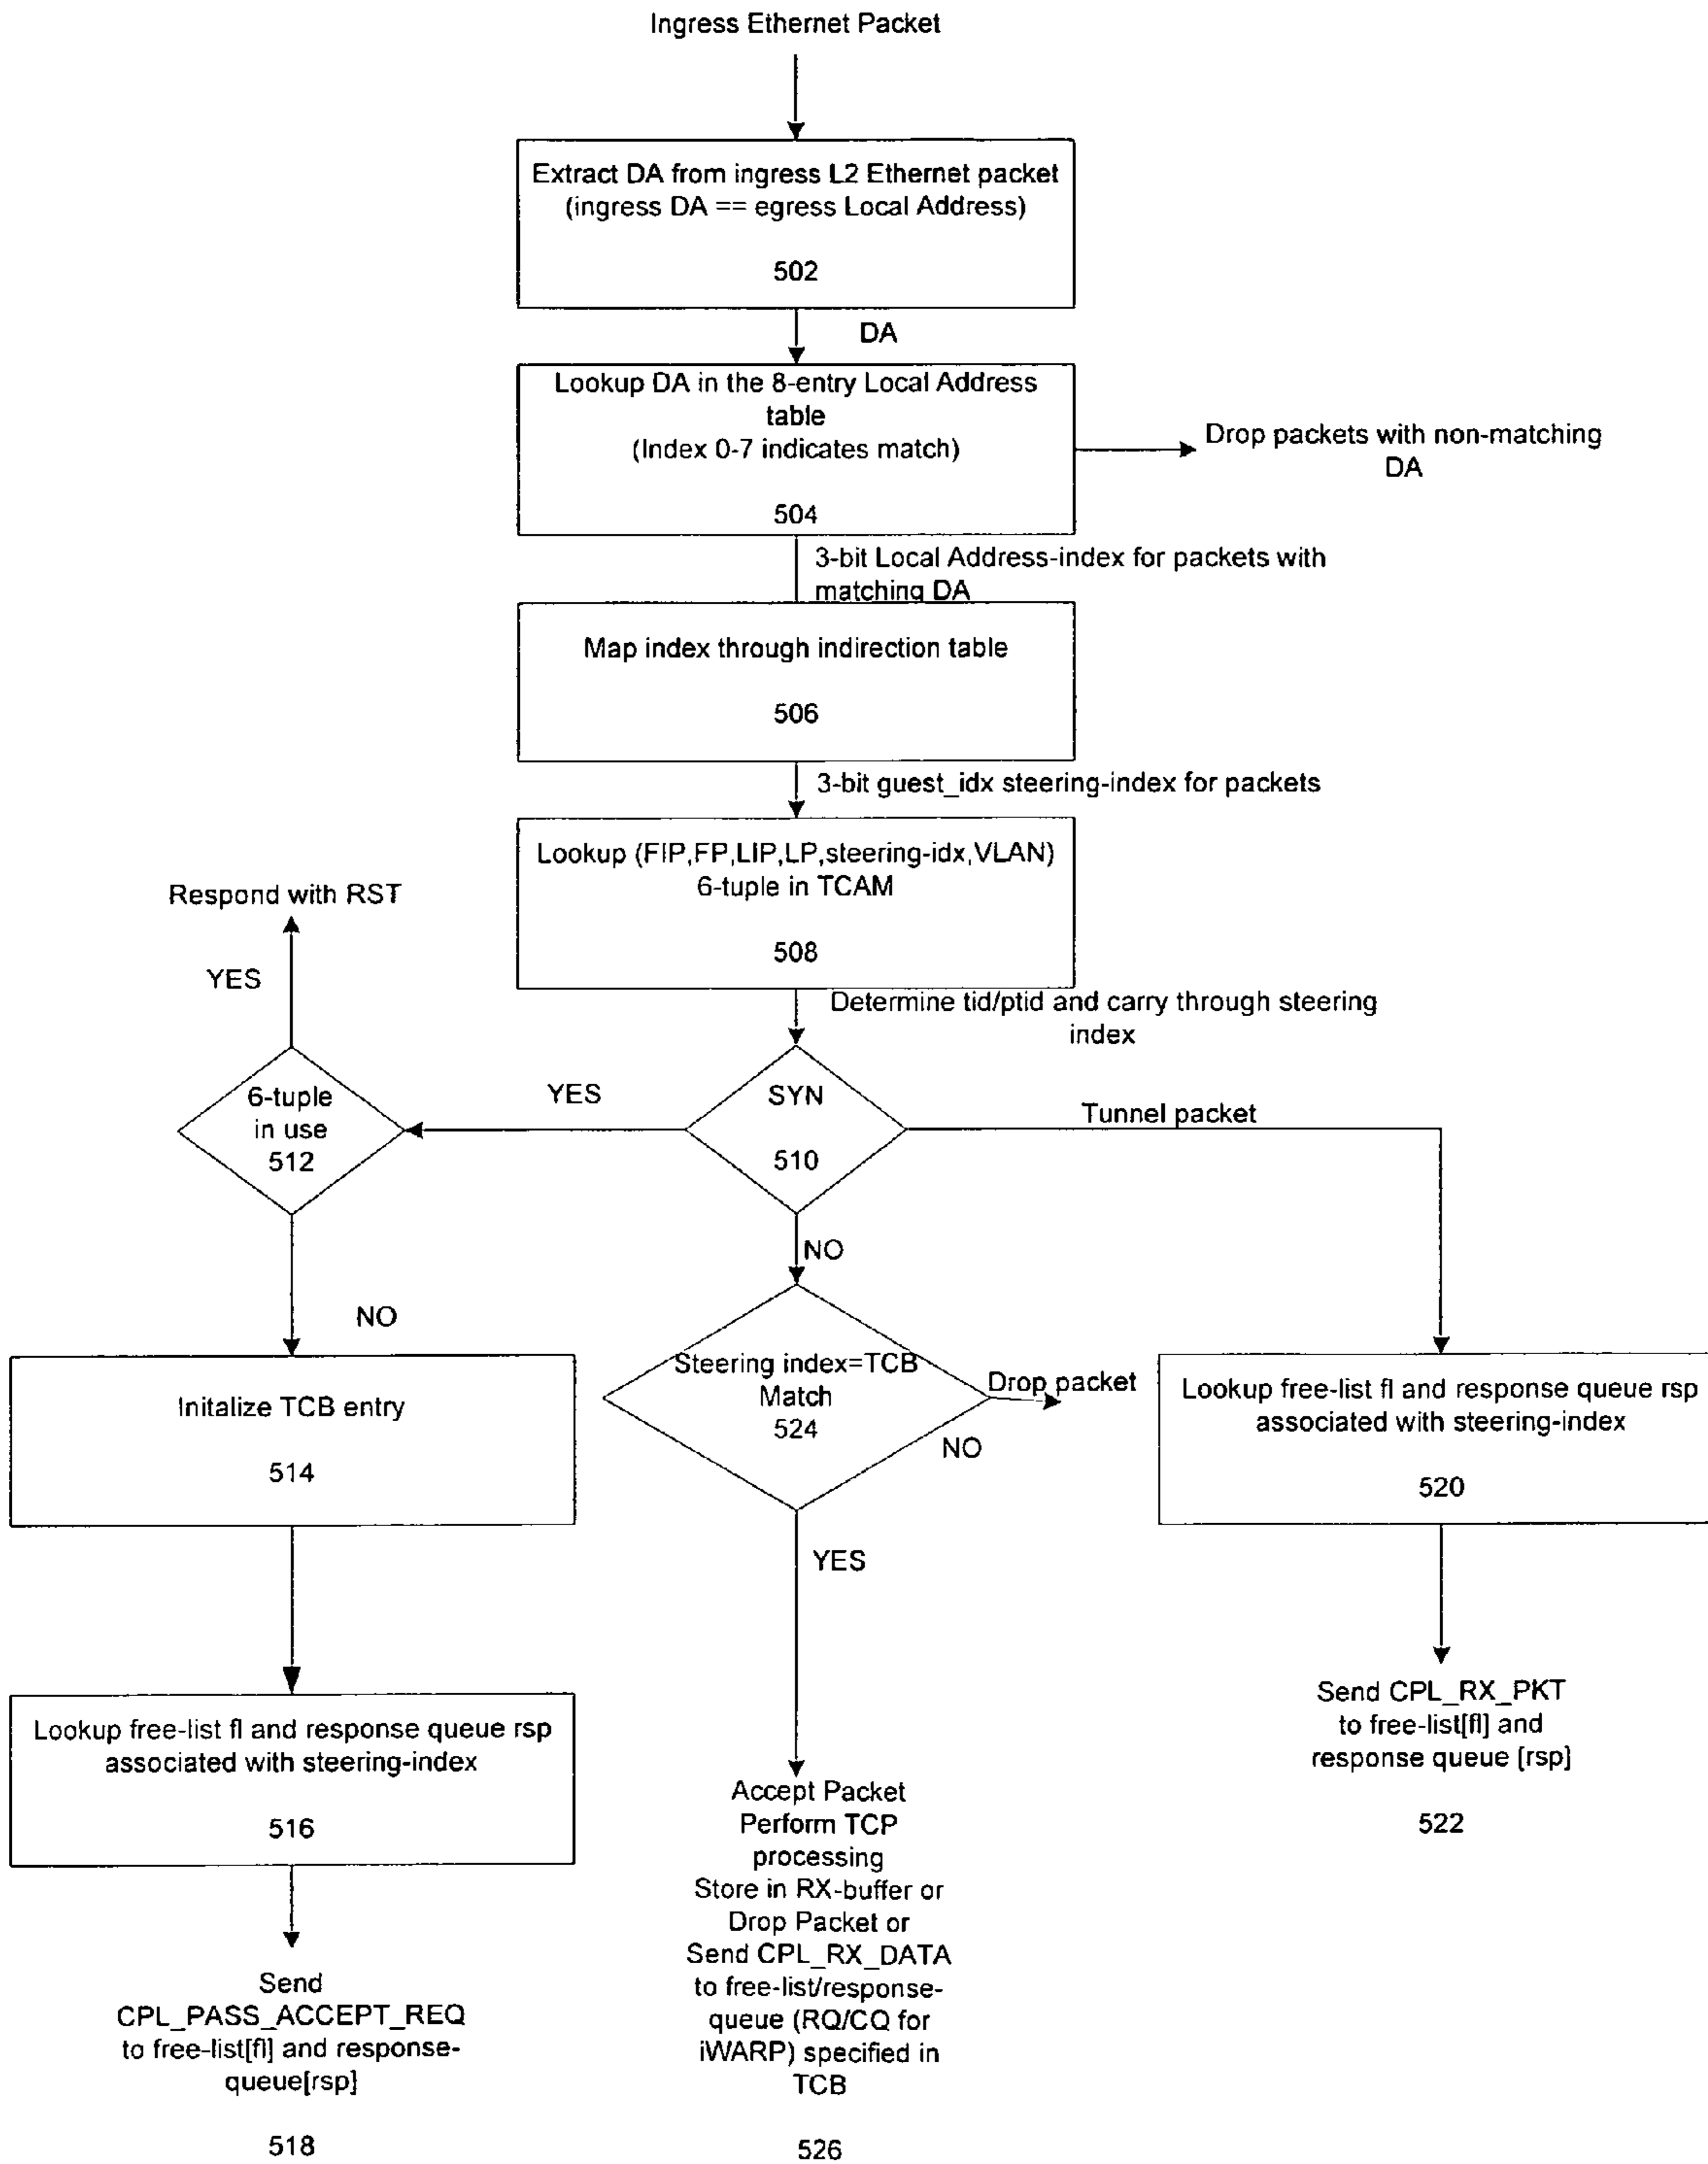 Ingress Ethernet Packet
Extract DA from ingress L2 Ethernet packet
(ingress DA == egress Local Address)
502
DA
Lookup DA in the 8-entry Local Address
table
(Index 0-7 indicates match)
504
Drop packets with non-matching
DA
3-bit Local Address-index for packets with
matching DA
Map index through indirection table
506
3-bit guest_idx steering-index for packets
Lookup (FIP,FP,LIP,LP,steering-idx,VLAN)
6-tuple in TCAM
508
Respond with RST
YES
Determine tid/ptid and carry through steering
index
6-tuple
in use
512
YES
SYN
510
Tunnel packet
NO
NO
Initalize TCB entry
514
Steering index=TCB
Match
524
Drop packet
NO
Lookup free-list fl and response queue rsp
associated with steering-index
520
YES
Lookup free-list fl and response queue rsp
associated with steering-index
516
Send CPL_RX_PKT
to free-list[fl] and
response queue [rsp]
522
Accept Packet
Perform TCP
processing
Store in RX-buffer or
Drop Packet or
Send CPL_RX_DATA
to free-list/response-
queue (RQ/CQ for
iWARP) specified in
TCB
526
Send
CPL_PASS_ACCEPT_REQ
to free-list[fl] and response-
queue[rsp]
518